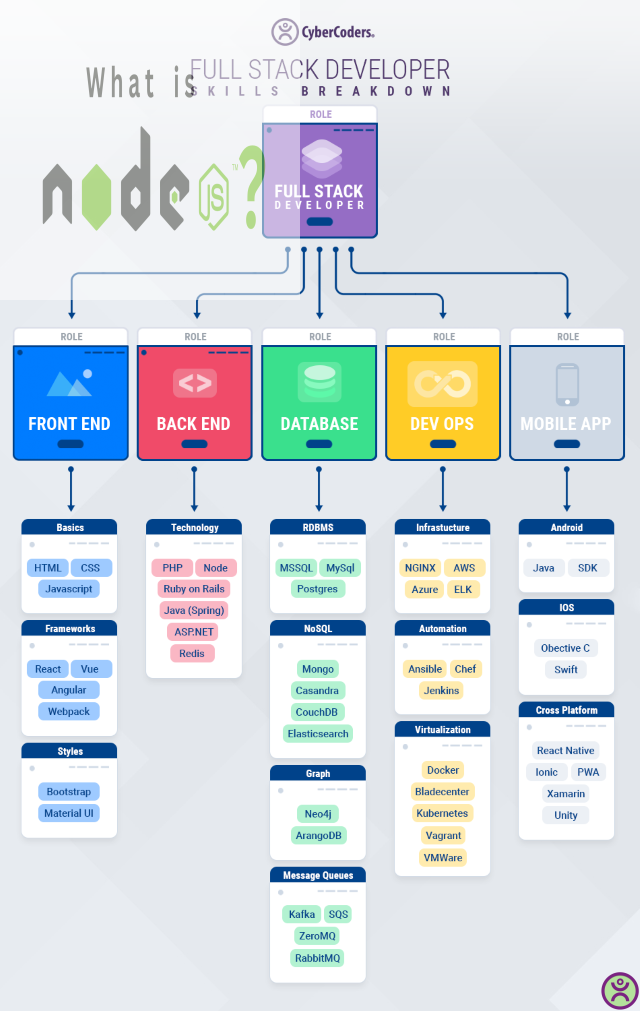 CyberCoders.
FULL STACK DEVELOPER
SKILLS BREAKDOWN
What is
node JS TM ?
ROLE
FULL STACK
DEVELOPER
ROLE
FRONT END
ROLE
BACK END
ROLE
DATABASE
ROLE
DEV OPS
ROLE
MOBILE APP
Basics
HTML CSS
Javascript
Frameworks
React Vue
Angular
Webpack
Styles
Bootstrap
Material UI
Technology
PHP Node
Ruby on Rails
Java (Spring)
ASP.NET
Redis
RDBMS
MSSQL MySql
Postgres
NoSQL
Mongo
Casandra
CouchDB
Elasticsearch
Graph
Neo4j
ArangoDB
Message Queues
Kafka SQS
ZeroMQ
RabbitMQ
Infrastucture
NGINX AWS
Azure ELK
Automation
Ansible Chef
Jenkins
Virtualization
Docker
Bladecenter
Kubernetes
Vagrant
VMWare
Android
Java SDK
IOS
Obective C
Swift
Cross Platform
React Native
Ionic PWA
Xamarin
Unity